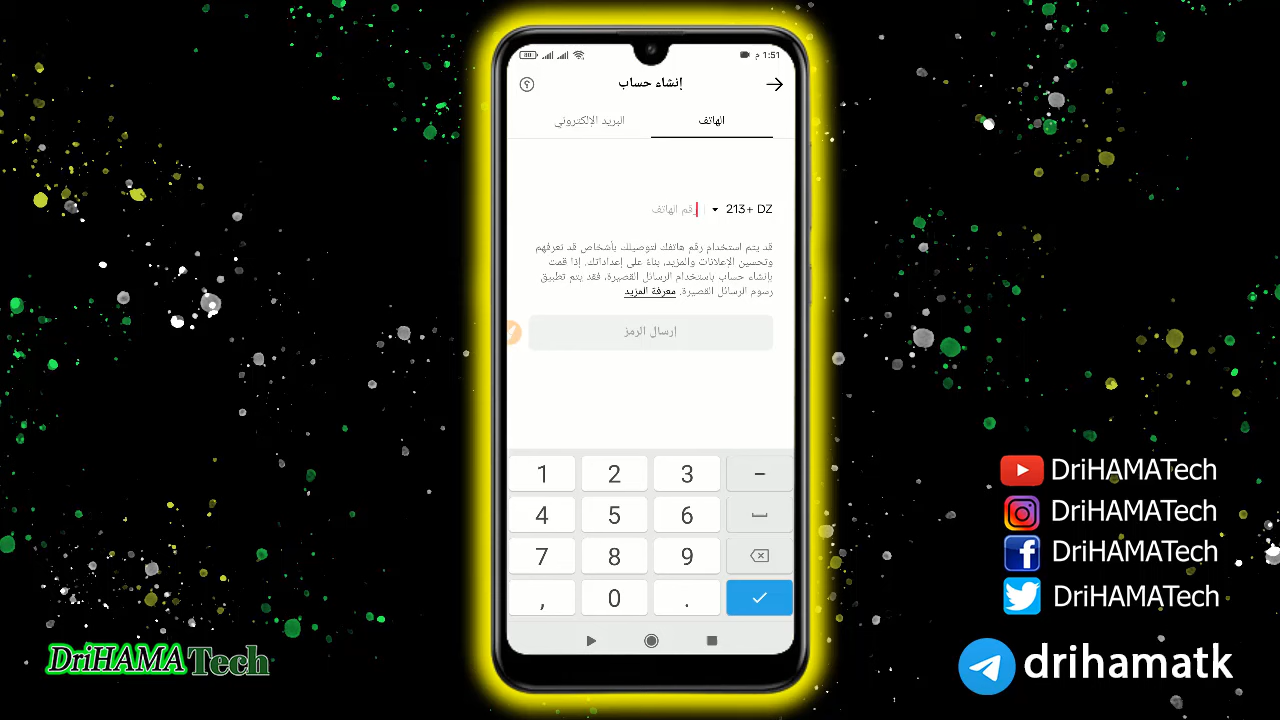 80
1:51 م
إنشاء حساب
الهاتف
البريد الإلكتروني
213+ DZ
رقم الهاتف
قد يتم استخدام رقم هاتفك لتوصيلك بأشخاص قد تعرفهم
وتحسين الإعلانات والمزيد، بناءً على إعداداتك. إذا قمت
بإنشاء حساب باستخدام الرسائل القصيرة، فقد يتم تطبيق
رسوم الرسائل القصيرة. معرفة المزيد
إرسال الرمز
1 2 3 –
4 5 6
7 8 9
, 0 .
DriHAMATech
DriHAMATech
DriHAMATech
DriHAMATech
drihamatk
DriHAMA Tech